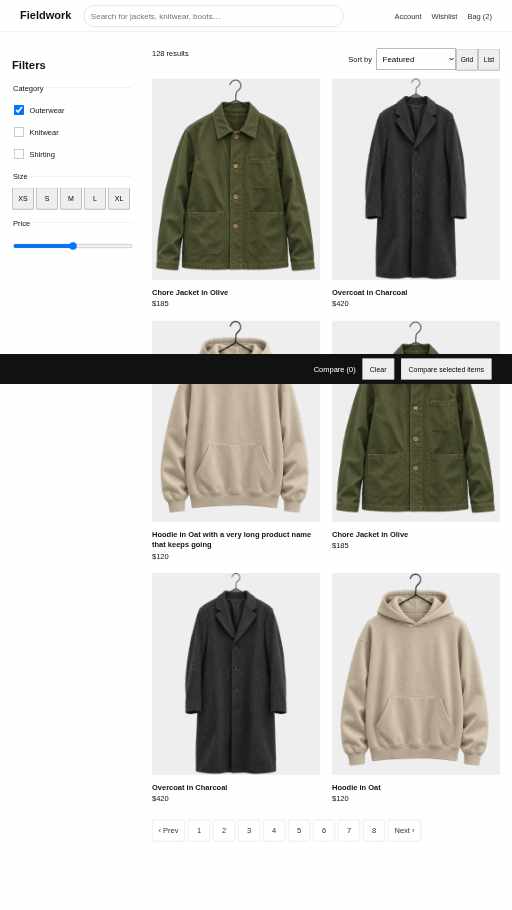 Fieldwork
Search for jackets, knitwear, boots…
Account Wishlist Bag (2)
Filters
Category
Outerwear
Knitwear
Shirting
Size
XS S M L XL
Price
128 results
Sort by Featured Grid List
Chore Jacket in Olive
$185
Overcoat in Charcoal
$420
Compare (0) Clear Compare selected items
Hoodie in Oat with a very long product name
that keeps going
$120
Chore Jacket in Olive
$185
Overcoat in Charcoal
$420
Hoodie in Oat
$120
‹ Prev 1 2 3 4 5 6 7 8 Next ›